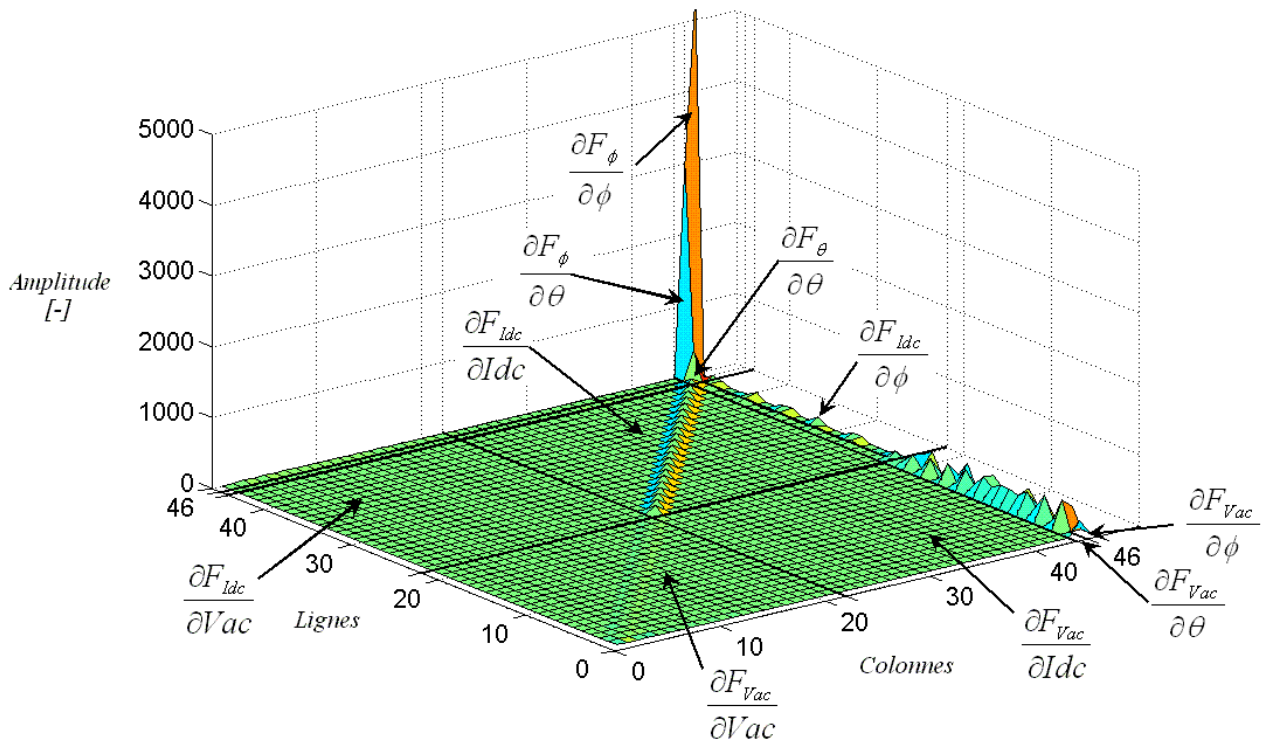 5000
4000
3000
2000
1000
0
Amplitude
[-]
∂F_ϕ
∂ϕ
∂F_ϕ
∂θ
∂F_θ
∂θ
∂F_Idc
∂Idc
∂F_Idc
∂ϕ
∂F_Vac
∂ϕ
∂F_Vac
∂θ
∂F_Idc
∂Vac
∂F_Vac
∂Idc
∂F_Vac
∂Vac
46
40
30
20
10
0
Lignes
0
10
20
30
40
46
Colonnes